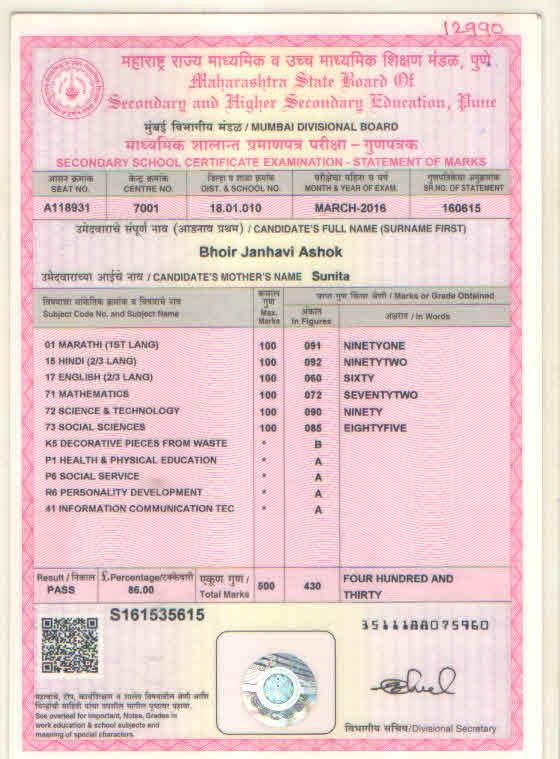 12990
महाराष्ट्र राज्य माध्यमिक व उच्च माध्यमिक शिक्षण मंडळ, पुणे
Maharashtra State Board Of
Secondary and Higher Secondary Education, Pune
मुंबई विभागीय मंडळ / MUMBAI DIVISIONAL BOARD
माध्यमिक शालान्त प्रमाणपत्र परीक्षा – गुणपत्रक
SECONDARY SCHOOL CERTIFICATE EXAMINATION - STATEMENT OF MARKS
आसन क्रमांक केन्द्र क्रमांक जिल्हा व शाळा क्रमांक परीक्षेचा महिना व वर्ष गुणपत्रिकेचा अनुक्रमांक
SEAT NO. CENTRE NO. DIST. & SCHOOL NO. MONTH & YEAR OF EXAM. SR.NO. OF STATEMENT
A118931 7001 18.01.010 MARCH-2016 160615
उमेदवाराचे संपूर्ण नाव (आडनाव प्रथम) / CANDIDATE'S FULL NAME (SURNAME FIRST)
Bhoir Janhavi Ashok
उमेदवाराच्या आईचे नाव / CANDIDATE'S MOTHER'S NAME Sunita
विषयाचा सांकेतिक क्रमांक व विषयाचे नाव
Subject Code No. and Subject Name
कमाल
गुण
Max.
Marks
प्राप्त गुण किंवा श्रेणी / Marks or Grade Obtained
अंकात
In Figures
अक्षरात / In Words
01 MARATHI (1ST LANG) 100 091 NINETYONE
15 HINDI (2/3 LANG) 100 092 NINETYTWO
17 ENGLISH (2/3 LANG) 100 060 SIXTY
71 MATHEMATICS 100 072 SEVENTYTWO
72 SCIENCE & TECHNOLOGY 100 090 NINETY
73 SOCIAL SCIENCES 100 085 EIGHTYFIVE
K5 DECORATIVE PIECES FROM WASTE * B
P1 HEALTH & PHYSICAL EDUCATION * A
P6 SOCIAL SERVICE * A
R6 PERSONALITY DEVELOPMENT * A
41 INFORMATION COMMUNICATION TEC * A
Result / निकाल £.Percentage/टक्केवारी एकूण गुण / 500 430 FOUR HUNDRED AND
PASS 86.00 Total Marks THIRTY
S161535615
3511188075960
महत्वाचे, टीप, कार्यशिक्षण व शालेय विषयांतील श्रेणी आणि
चिन्हांची माहिती यांचा तपशील मागील पृष्ठावर पहावा.
See overleaf for important, Notes, Grades in
work education & school subjects and
meaning of special characters.
विभागीय सचिव/Divisional Secretary